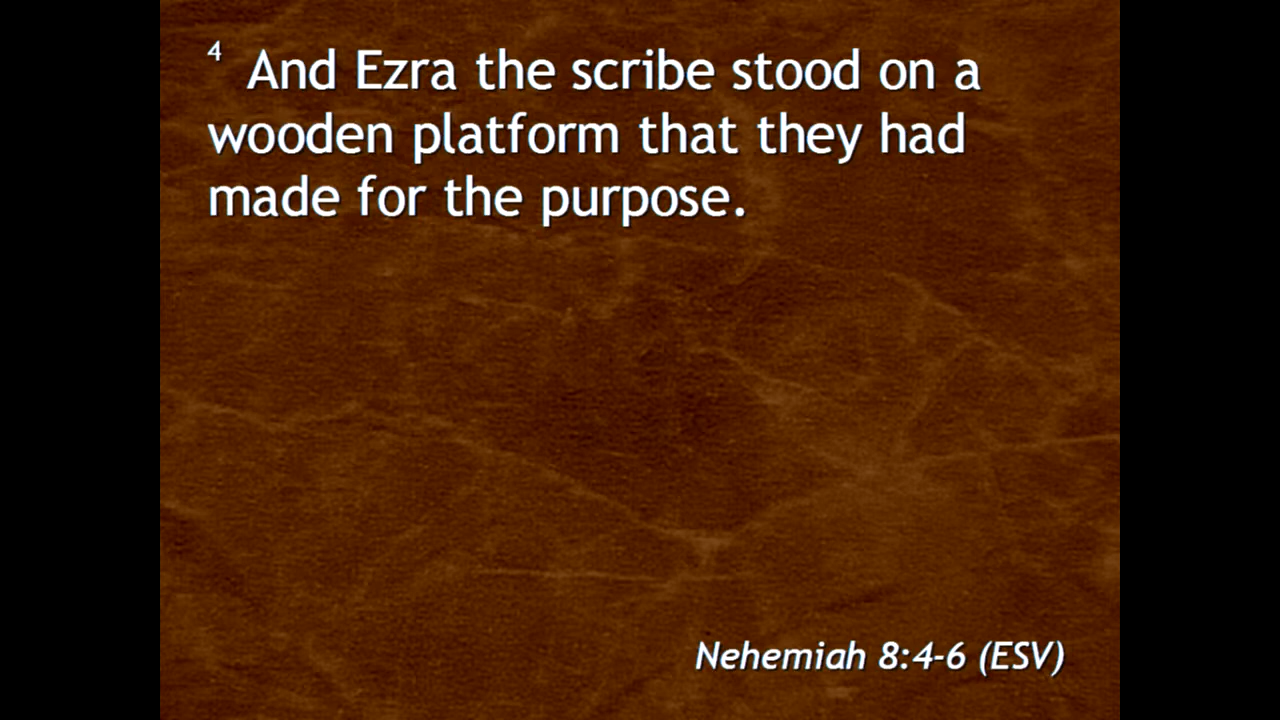 4 And Ezra the scribe stood on a
wooden platform that they had
made for the purpose.
Nehemiah 8:4-6 (ESV)